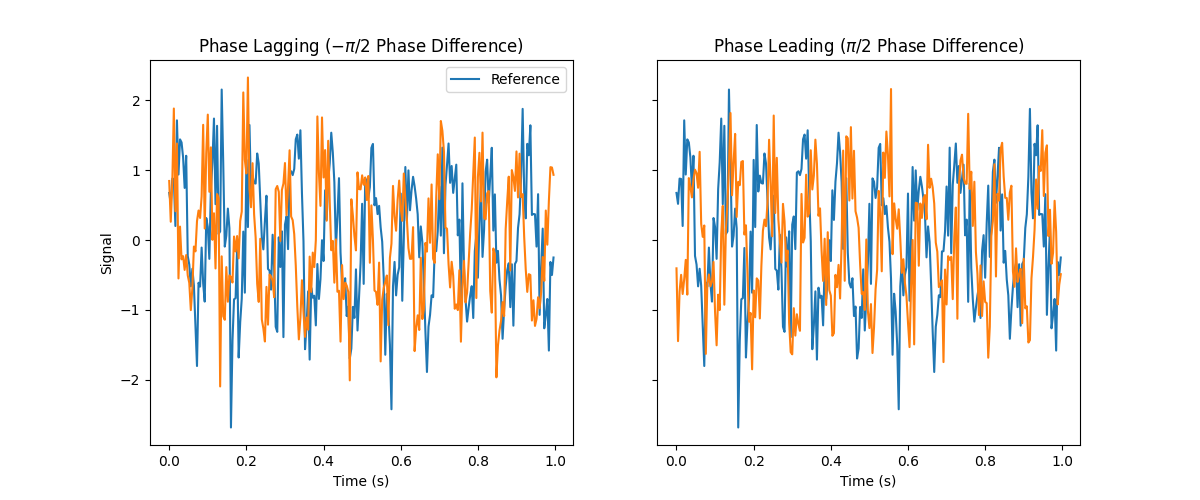 Phase Lagging (−π/2 Phase Difference)
Phase Leading (π/2 Phase Difference)
Reference
Signal
2
1
0
−1
−2
0.0 0.2 0.4 0.6 0.8 1.0
0.0 0.2 0.4 0.6 0.8 1.0
Time (s)
Time (s)